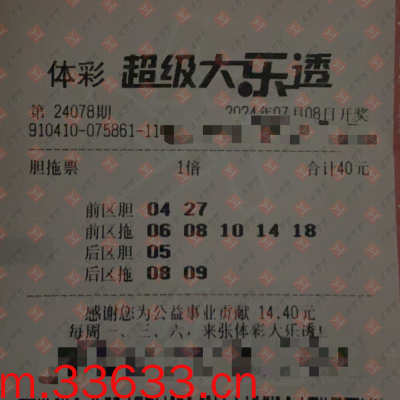 体彩 超级大乐透
第 24078期 2024年07月08日开奖
910410-075861-11
胆拖票 1倍 合计40元
前区胆 04 27
前区拖 06 08 10 14 18
后区胆 05
后区拖 08 09
感谢您为公益事业贡献 14.40元
每周一、三、六，来张体彩大乐透!
m.33633.cn